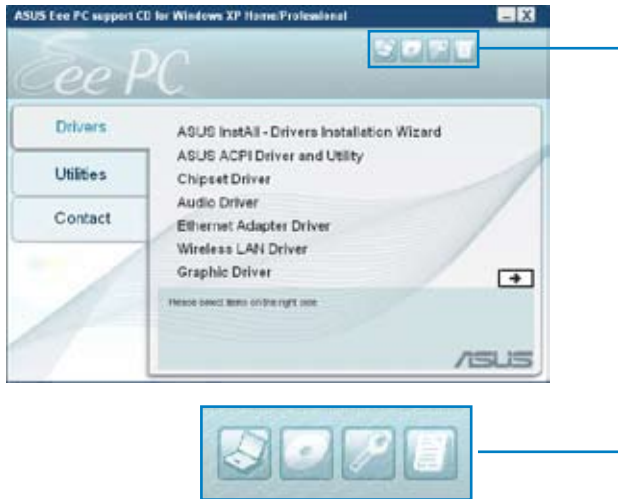 ASUS Eee PC support CD for Windows XP Home/Professional
Eee PC
Drivers
Utilities
Contact
ASUS InstAll - Drivers Installation Wizard
ASUS ACPI Driver and Utility
Chipset Driver
Audio Driver
Ethernet Adapter Driver
Wireless LAN Driver
Graphic Driver
Please select items on the right side
ASUS